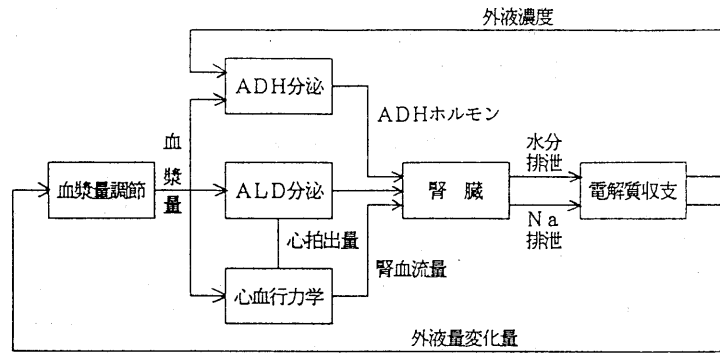 外液濃度
ADH分泌
ADHホルモン
血漿量
水分
排泄
血漿量調節
ALD分泌
腎 臓
電解質収支
心拍出量
Na
排泄
腎血流量
心血行力学
外液量変化量